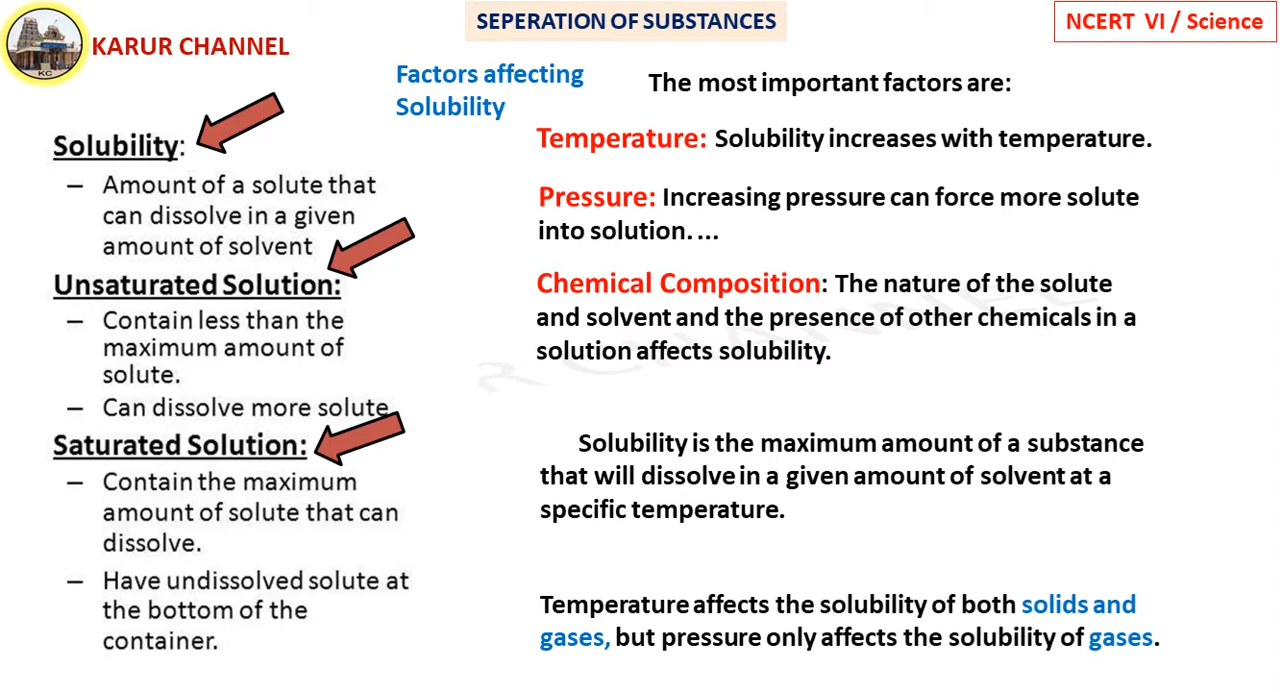 SEPERATION OF SUBSTANCES
NCERT VI / Science
KARUR CHANNEL
KC
Factors affecting
Solubility
The most important factors are:
Solubility:
– Amount of a solute that
can dissolve in a given
amount of solvent
Unsaturated Solution:
– Contain less than the
maximum amount of
solute.
– Can dissolve more solute
Saturated Solution:
– Contain the maximum
amount of solute that can
dissolve.
– Have undissolved solute at
the bottom of the
container.
Temperature: Solubility increases with temperature.
Pressure: Increasing pressure can force more solute
into solution. ...
Chemical Composition: The nature of the solute
and solvent and the presence of other chemicals in a
solution affects solubility.
R CHANNEL
Solubility is the maximum amount of a substance
that will dissolve in a given amount of solvent at a
specific temperature.
Temperature affects the solubility of both solids and
gases, but pressure only affects the solubility of gases.